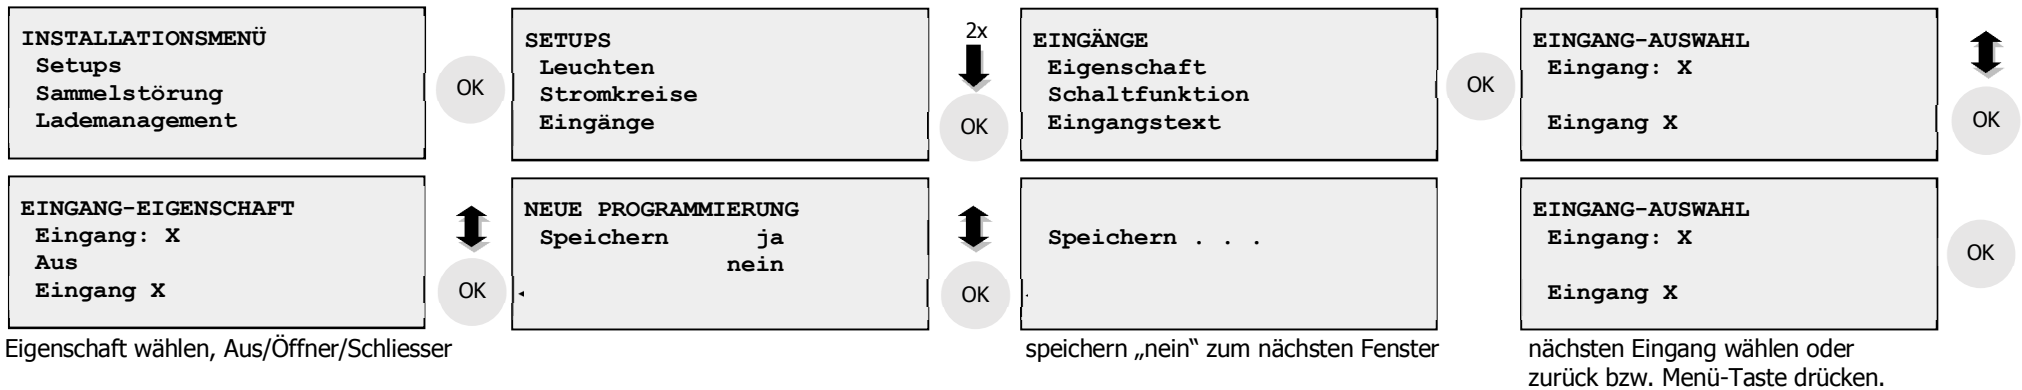 INSTALLATIONSMENÜ
Setups
Sammelstörung
Lademanagement
OK
SETUPS
Leuchten
Stromkreise
Eingänge
2x
OK
EINGÄNGE
Eigenschaft
Schaltfunktion
Eingangstext
OK
EINGANG-AUSWAHL
Eingang: X
Eingang X
OK
EINGANG-EIGENSCHAFT
Eingang: X
Aus
Eingang X
OK
Eigenschaft wählen, Aus/Öffner/Schliesser
NEUE PROGRAMMIERUNG
Speichern ja
nein
OK
Speichern . . .
speichern „nein“ zum nächsten Fenster
EINGANG-AUSWAHL
Eingang: X
Eingang X
OK
nächsten Eingang wählen oder
zurück bzw. Menü-Taste drücken.